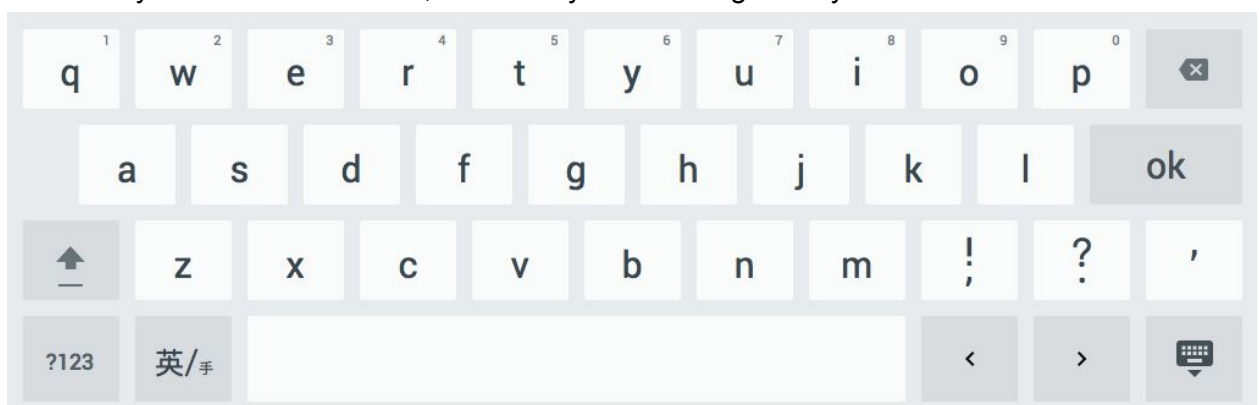 1 2 3 4 5 6 7 8 9 0
q w e r t y u i o p
a s d f g h j k l ok
z x c v b n m ! ? '
, .
?123 英/手 < >